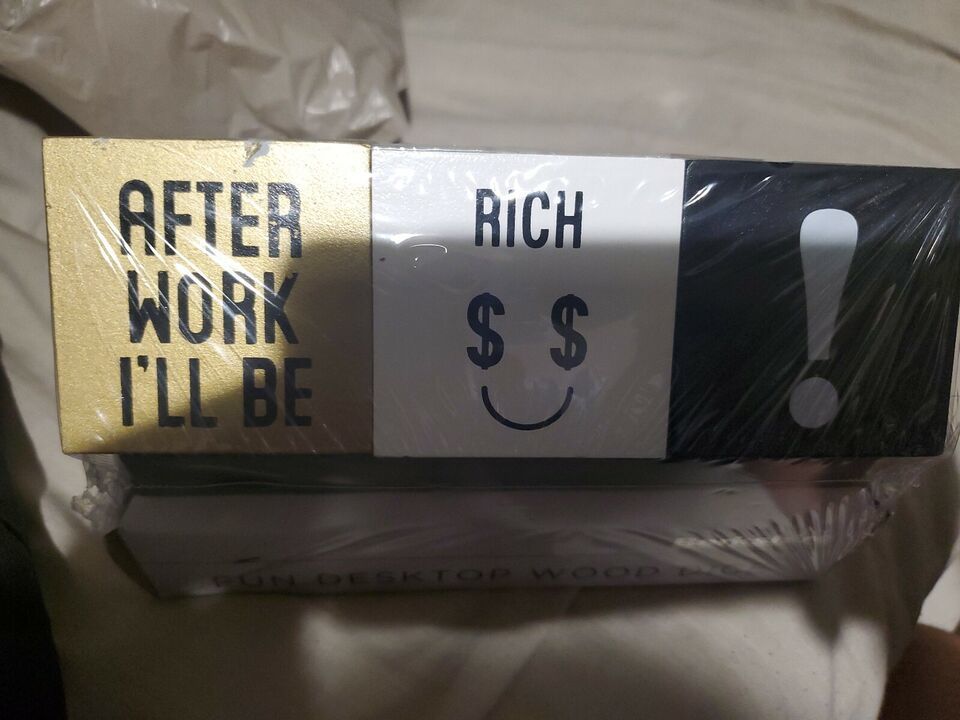 AFTER
WORK
I'LL BE
RiCH
$ $
!
FUN DESKTOP WOOD